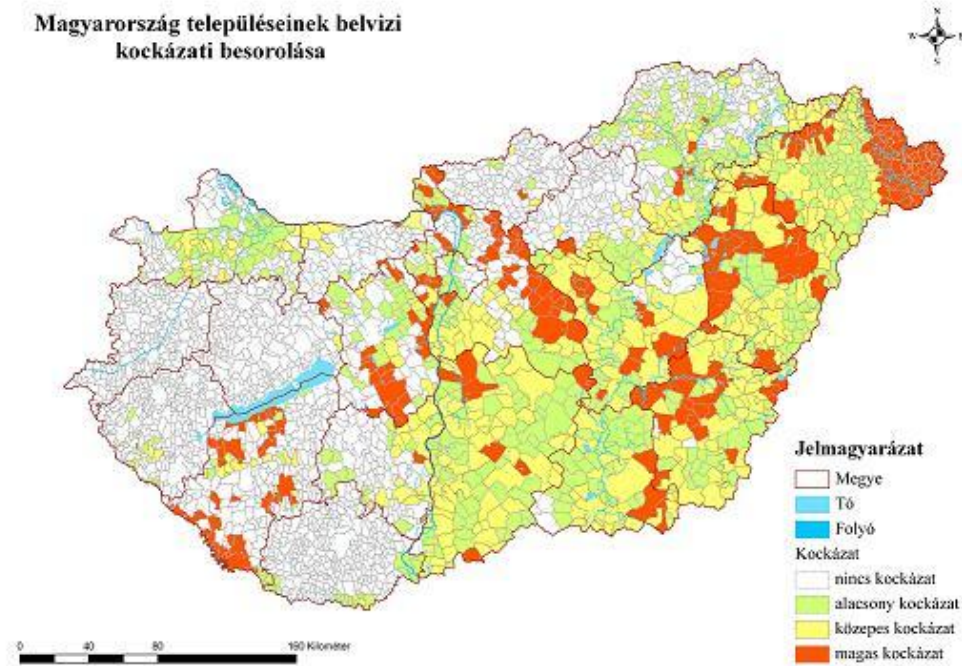 Magyarország településeinek belvizi
kockázati besorolása
N
W
E
S
Jelmagyarázat
Megye
Tó
Folyó
Kockázat
nincs kockázat
alacsony kockázat
közepes kockázat
magas kockázat
0 40 80 160 Kilométer